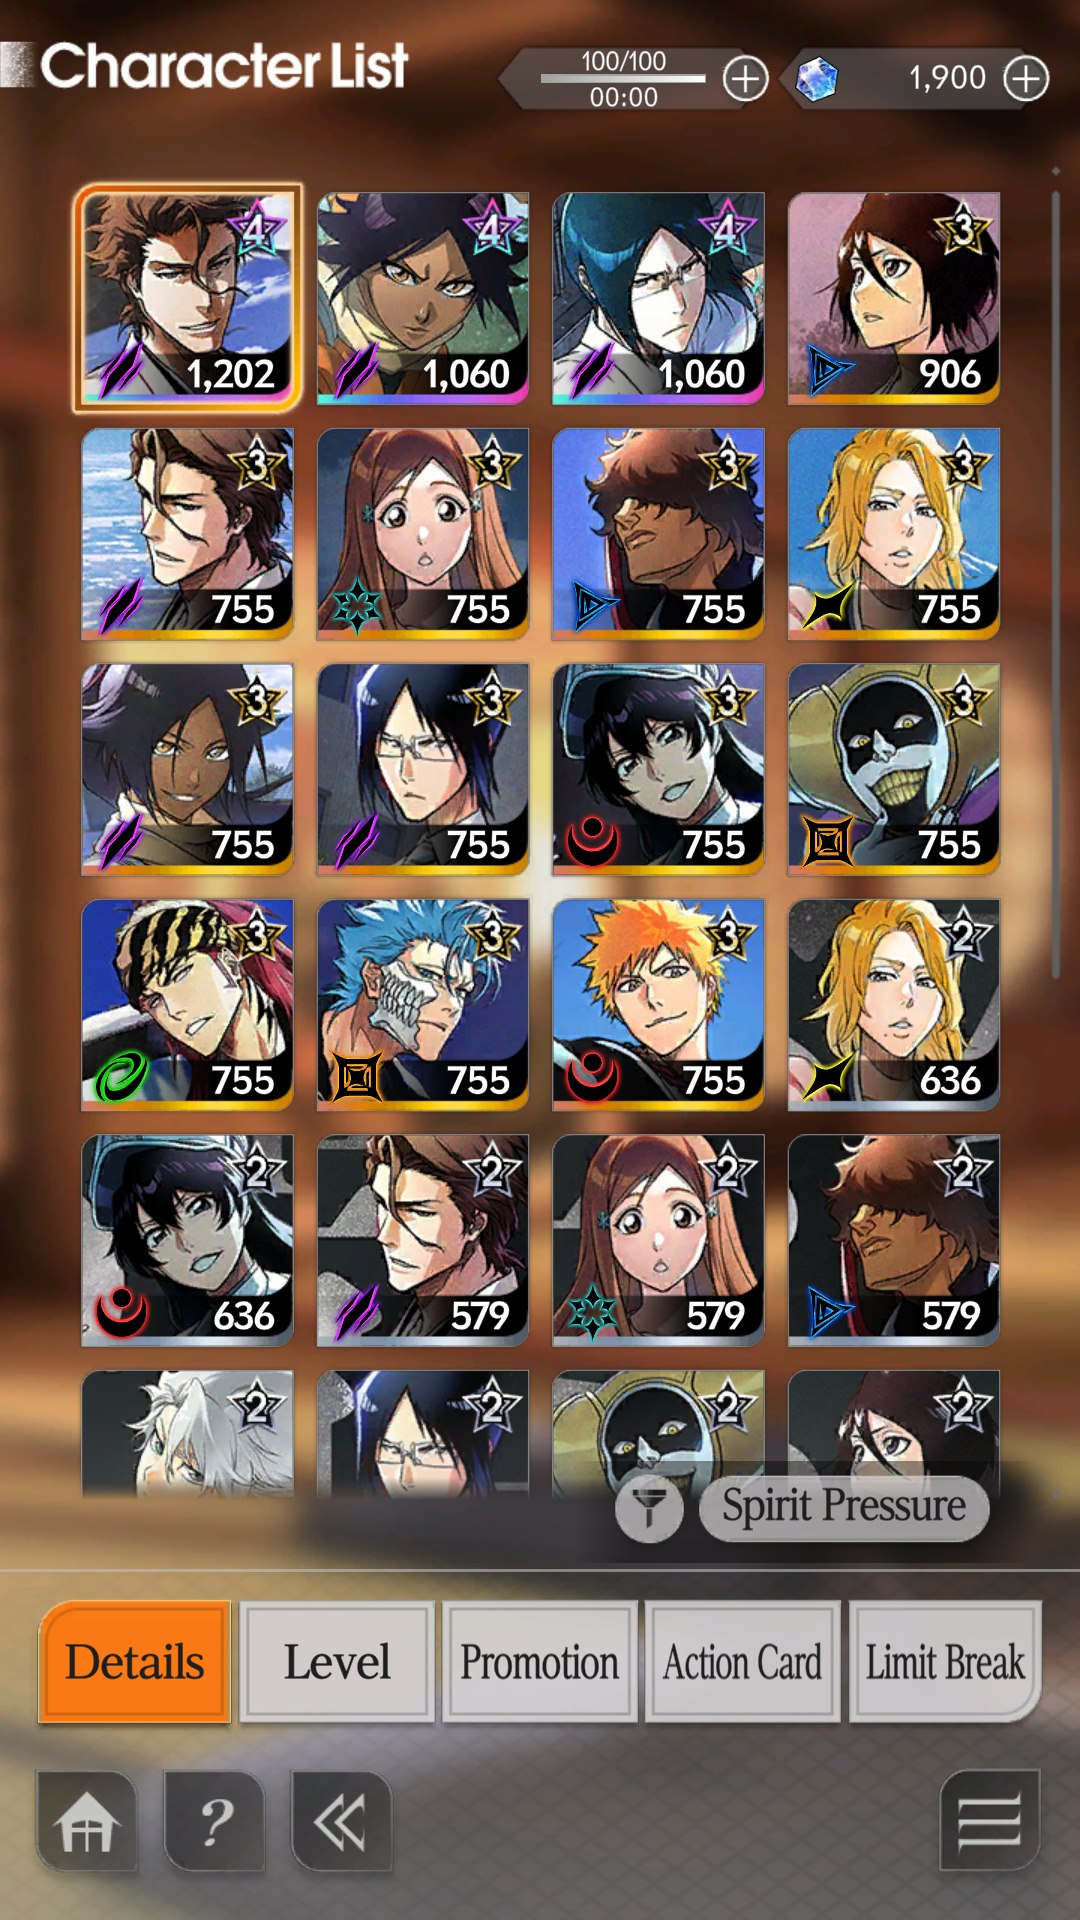 Character List
100/100
00:00
1,900
4 4 4 3
1,202 1,060 1,060 906
3 3 3 3
755 755 755 755
3 3 3 3
755 755 755 755
3 3 3 2
755 755 755 636
2 2 2 2
636 579 579 579
2 2 2 2
Spirit Pressure
Details Level Promotion Action Card Limit Break
?